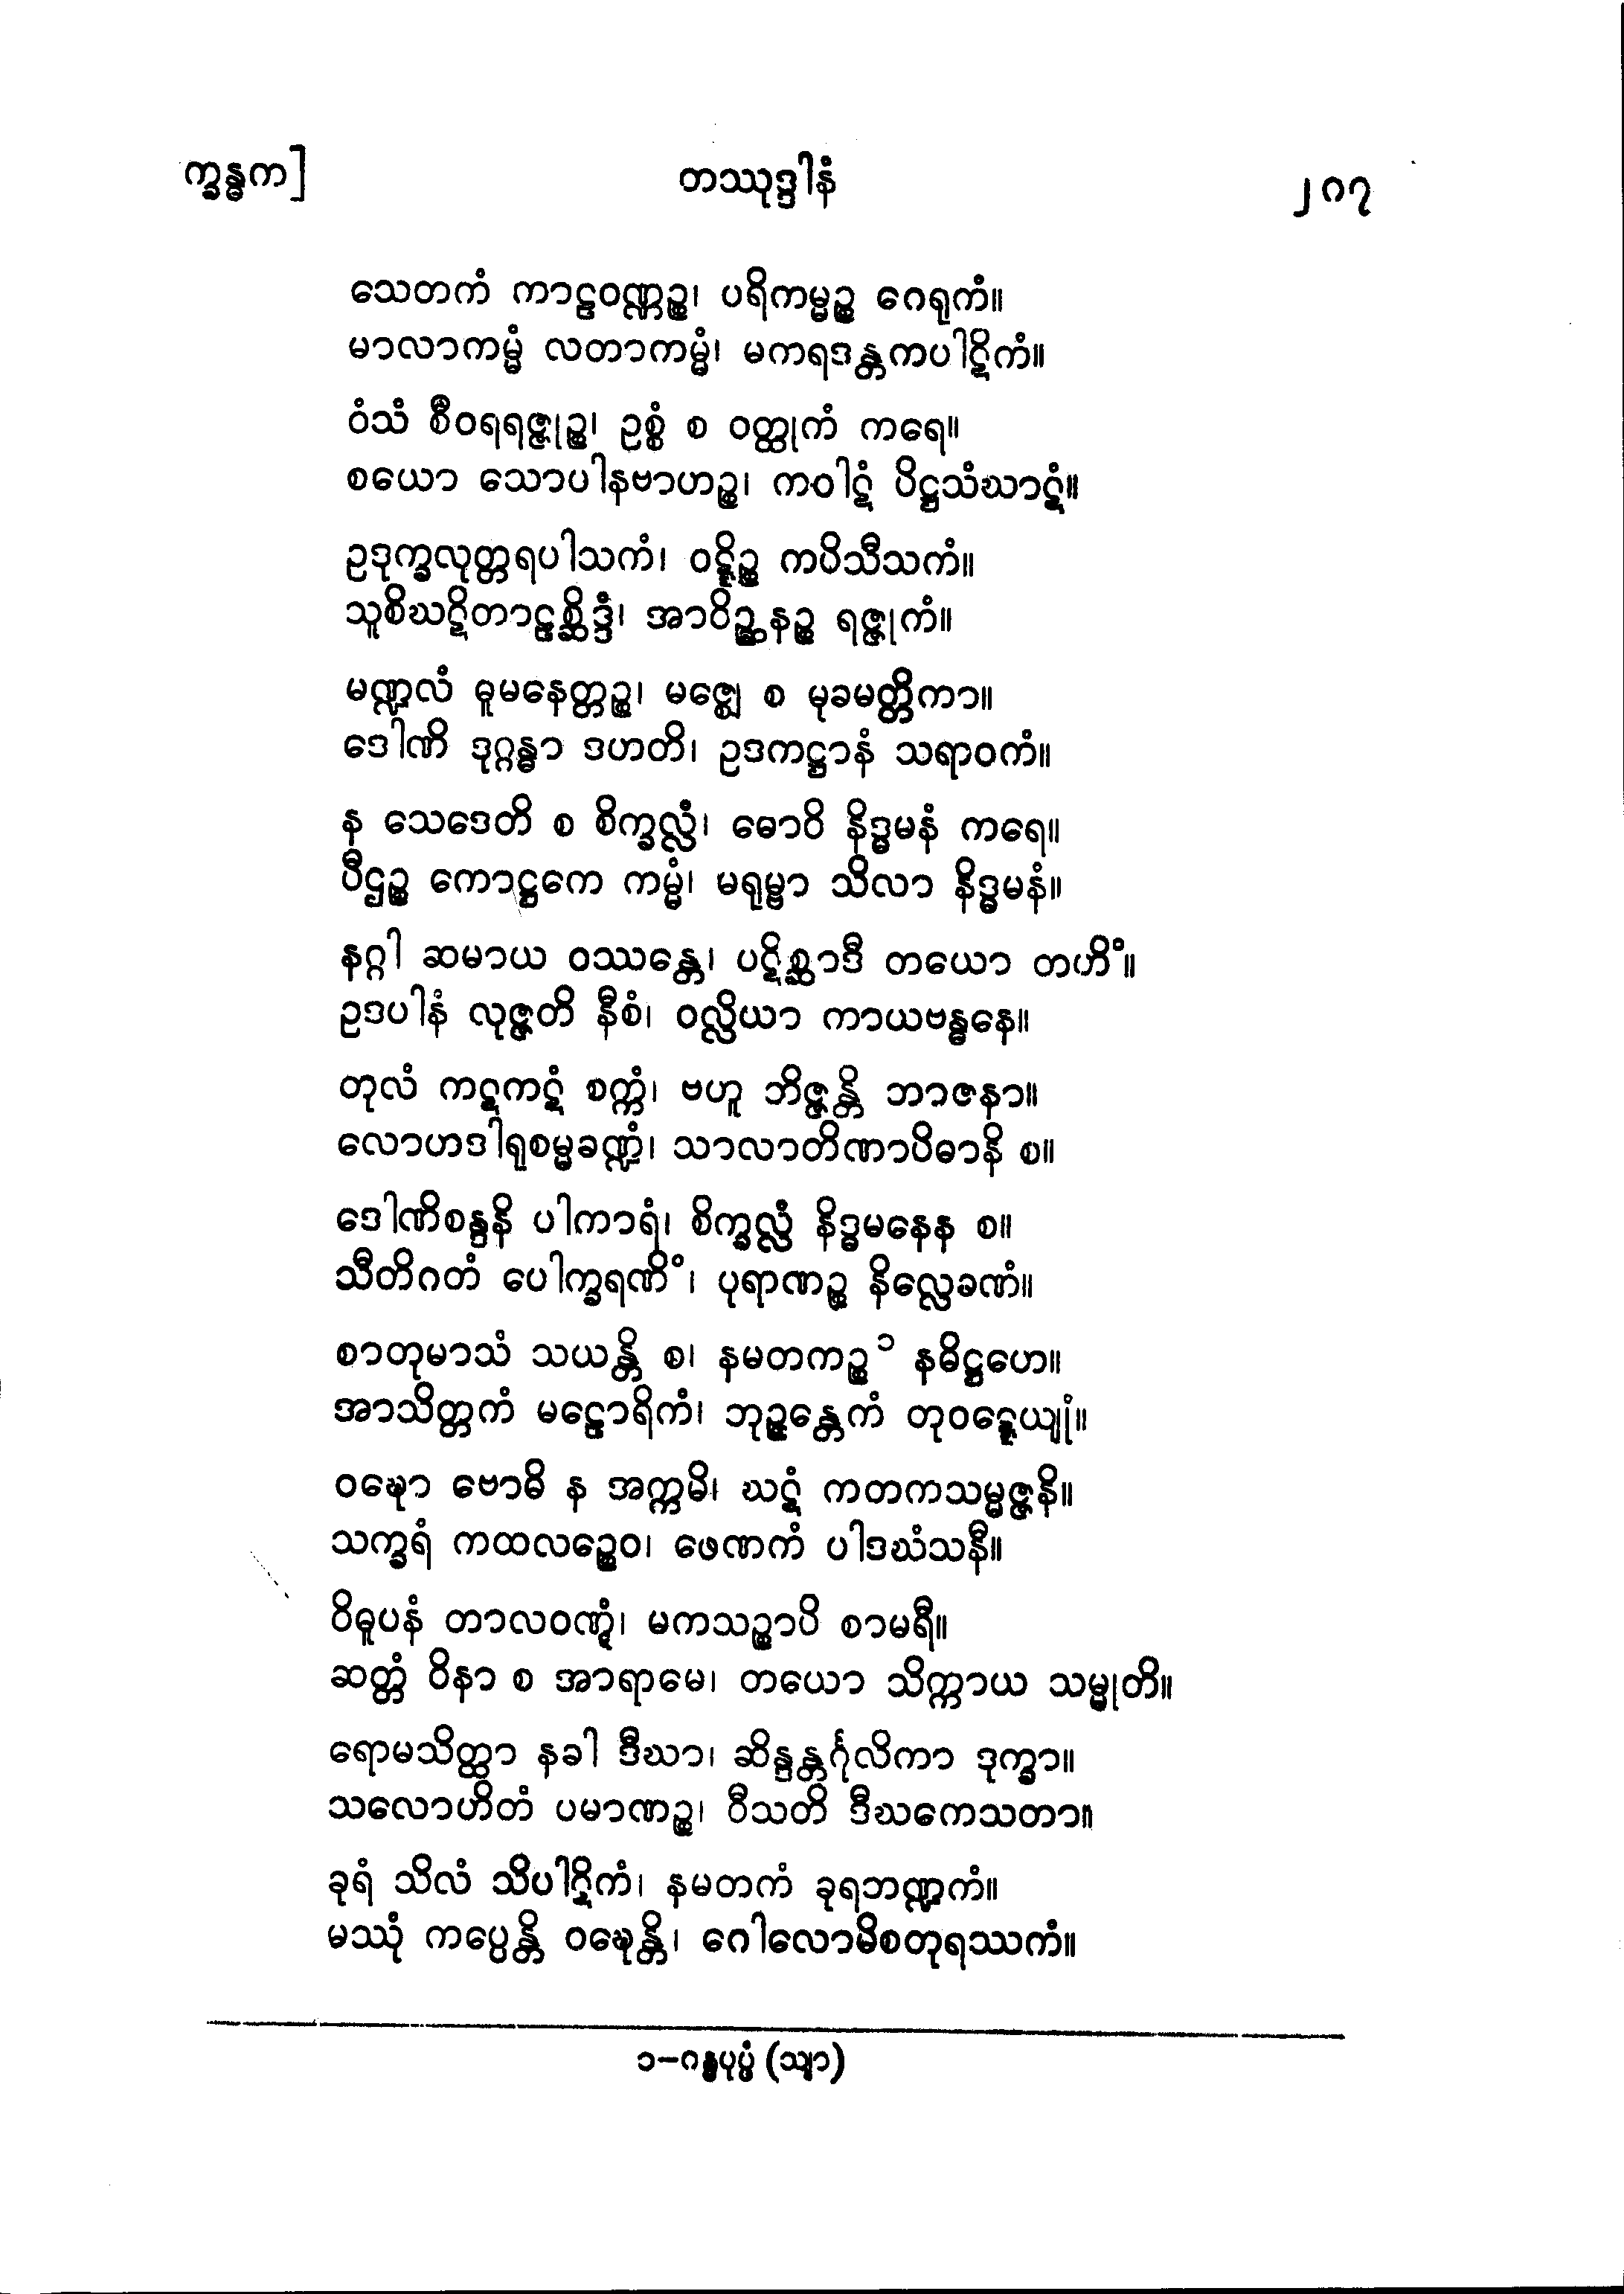 က္ခန္ဓက]
တဿုဒ္ဒါနံ
၂၈၇
သေတကံ ကာဠဝဏ္ဏဉ္စ၊ ပရိကမ္မဉ္စ ဂေရုကံ။
မာလာကမ္မံ လတာကမ္မံ၊ မကရဒန္တကပါဋိကံ။
ဝံသံ စီဝရရဇ္ဇုဉ္စ၊ ဥစ္စံ စ ဝတ္ထုကံ ကရေ။
စယော သောပါနဗာဟဉ္စ၊ ကဝါဋံ ပိဋ္ဌသံဃာဋံ။
ဥဒုက္ခလုတ္တရပါသကံ၊ ဝဋ္ဋိဉ္စ ကပိသီသကံ။
သူစိဃဋိတာဠစ္ဆိဒ္ဒံ၊ အာဝိဉ္ဆနဉ္စ ရဇ္ဇုကံ။
မဏ္ဍလံ ဓူမနေတ္တဉ္စ၊ မဇ္ဈေ စ မုခမတ္တိကာ။
ဒေါဏိ ဒုဂ္ဂန္ဓာ ဒဟတိ၊ ဥဒကဋ္ဌာနံ သရာဝကံ။
န သေဒေတိ စ စိက္ခလ္လံ၊ ဓောဝိ နိဒ္ဓမနံ ကရေ။
ပီဌဉ္စ ကောဋ္ဌကေ ကမ္မံ၊ မရုမ္ဗာ သိလာ နိဒ္ဓမနံ။
နဂ္ဂါ ဆမာယ ဝဿန္တေ၊ ပဋိစ္ဆာဒီ တယော တဟိံ။
ဥဒပါနံ လုဇ္ဇတိ နီစံ၊ ဝလ္လိယာ ကာယဗန္ဓနေ။
တုလံ ကဋကဋံ စက္ကံ၊ ဗဟူ ဘိဇ္ဇန္တိ ဘာဇနာ။
လောဟဒါရုစမ္မခဏ္ဍံ၊ သာလာတိဏာပိဓာနိ စ။
ဒေါဏိစန္ဒနိ ပါကာရံ၊ စိက္ခလ္လံ နိဒ္ဓမနေန စ။
သီတိဂတံ ပေါက္ခရဏိံ၊ ပုရာဏဉ္စ နိလ္လေခဏံ။
စာတုမာသံ သယန္တိ စ၊ နမတကဉ္စ ၁ နဓိဋ္ဌဟေ။
အာသိတ္တကံ မဠောရိကံ၊ ဘုဉ္ဇန္တေကံ တုဝဋ္ဋေယျုံ။
ဝဍ္ဎော ဗောဓိ န အက္ကမိ၊ ဃဋံ ကတကသမ္မဇ္ဇနိ။
သက္ခရံ ကထလဉ္စေဝ၊ ဖေဏကံ ပါဒဃံသနီ။
ဝိဓူပနံ တာလဝဏ္ဋံ၊ မကသဉ္စာပိ စာမရီ။
ဆတ္တံ ဝိနာ စ အာရာမေ၊ တယော သိက္ကာယ သမ္မုတိ။
ရောမသိတ္ထာ နခါ ဒီဃာ၊ ဆိန္ဒန္တင်္ဂုလိကာ ဒုက္ခာ။
သလောဟိတံ ပမာဏဉ္စ၊ ဝီသတိ ဒီဃကေသတာ။
ခုရံ သိလံ သိပါဋိကံ၊ နမတကံ ခုရဘဏ္ဍကံ။
မဿုံ ကပ္ပေန္တိ ဝဍ္ဎေန္တိ၊ ဂေါလောမိစတုရဿကံ။
၁-ဂန္ဓပုပ္ဖံ (သျာ)